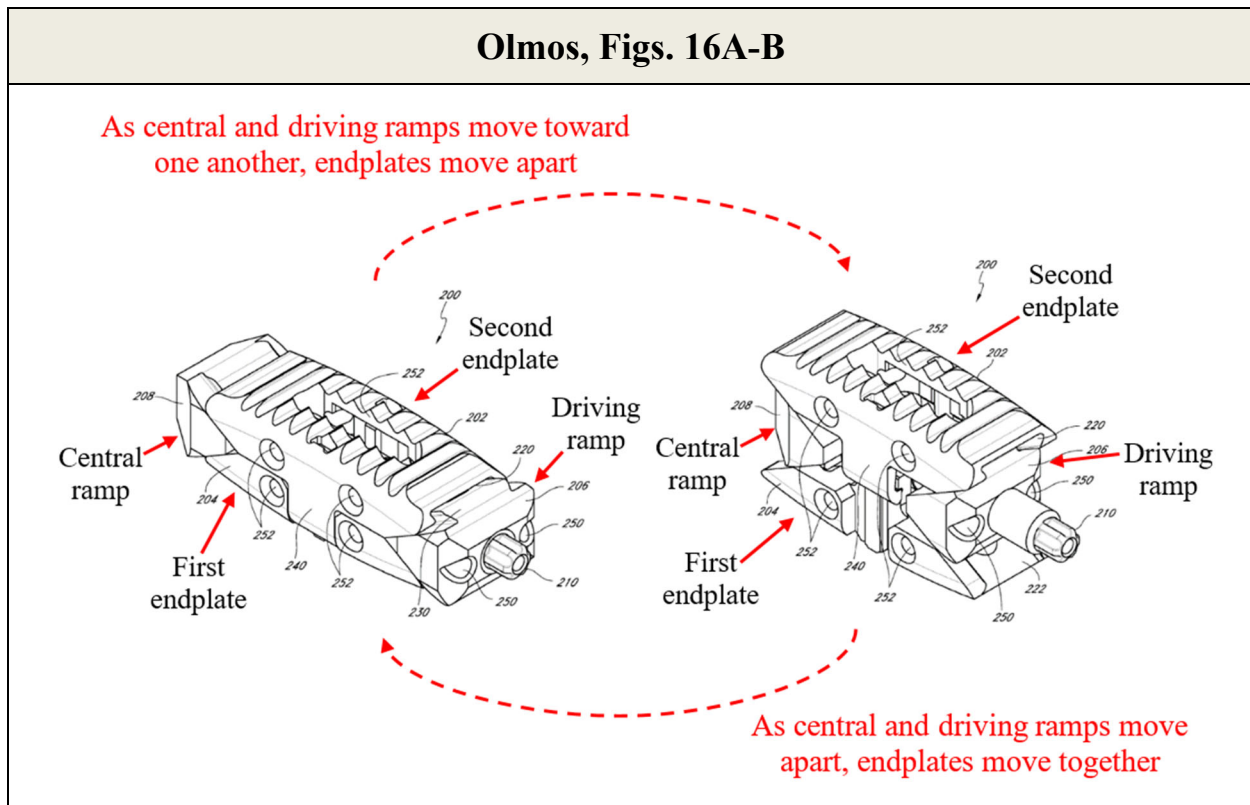 Olmos, Figs. 16A-B
As central and driving ramps move toward
one another, endplates move apart
200
Second
endplate
252
202
208
Driving
ramp
220
206
Central
ramp
204
250
252
First
endplate
240
252
230
250
210
200
Second
endplate
252
202
208
220
206
Central
ramp
Driving
ramp
250
204
210
First
endplate
252
240
252
222
250
As central and driving ramps move
apart, endplates move together